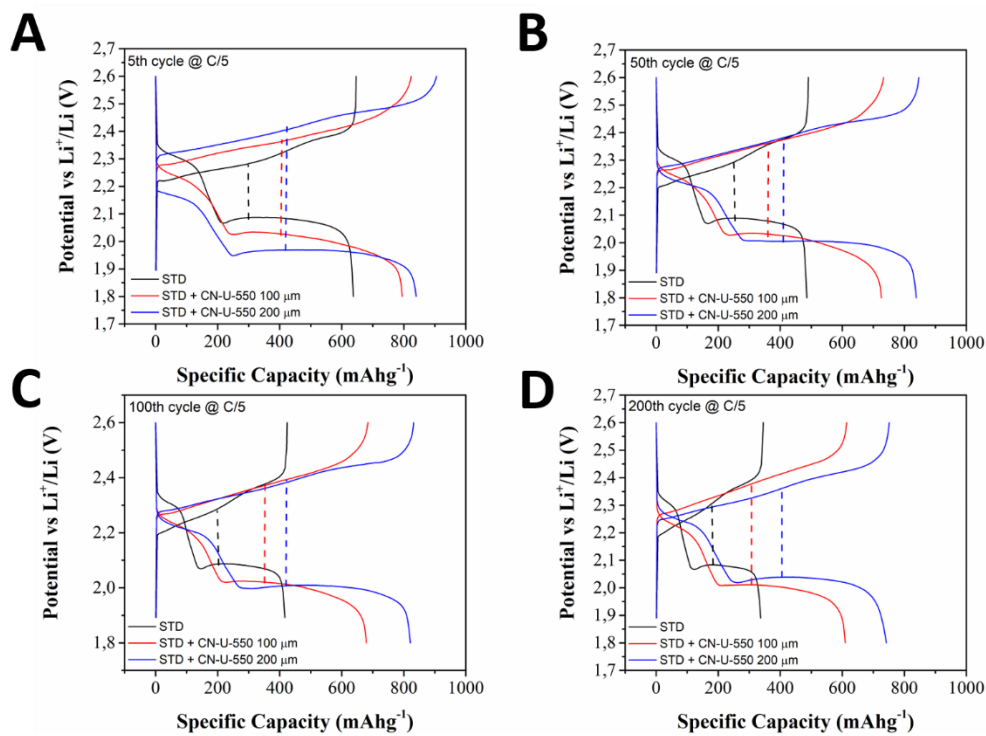 A
5th cycle @ C/5
2,7
2,6
2,5
2,4
2,3
2,2
2,1
2,0
1,9
1,8
1,7
Potential vs Li+/Li (V)
STD
STD + CN-U-550 100 μm
STD + CN-U-550 200 μm
0 200 400 600 800 1000
Specific Capacity (mAhg-1)
B
50th cycle @ C/5
2,7
2,6
2,5
2,4
2,3
2,2
2,1
2,0
1,9
1,8
1,7
Potential vs Li+/Li (V)
STD
STD + CN-U-550 100 μm
STD + CN-U-550 200 μm
0 200 400 600 800 1000
Specific Capacity (mAhg-1)
C
100th cycle @ C/5
2,6
2,4
2,2
2,0
1,8
Potential vs Li+/Li (V)
STD
STD + CN-U-550 100 μm
STD + CN-U-550 200 μm
0 200 400 600 800 1000
Specific Capacity (mAhg-1)
D
200th cycle @ C/5
2,7
2,6
2,5
2,4
2,3
2,2
2,1
2,0
1,9
1,8
1,7
Potential vs Li+/Li (V)
STD
STD + CN-U-550 100 μm
STD + CN-U-550 200 μm
0 200 400 600 800 1000
Specific Capacity (mAhg-1)